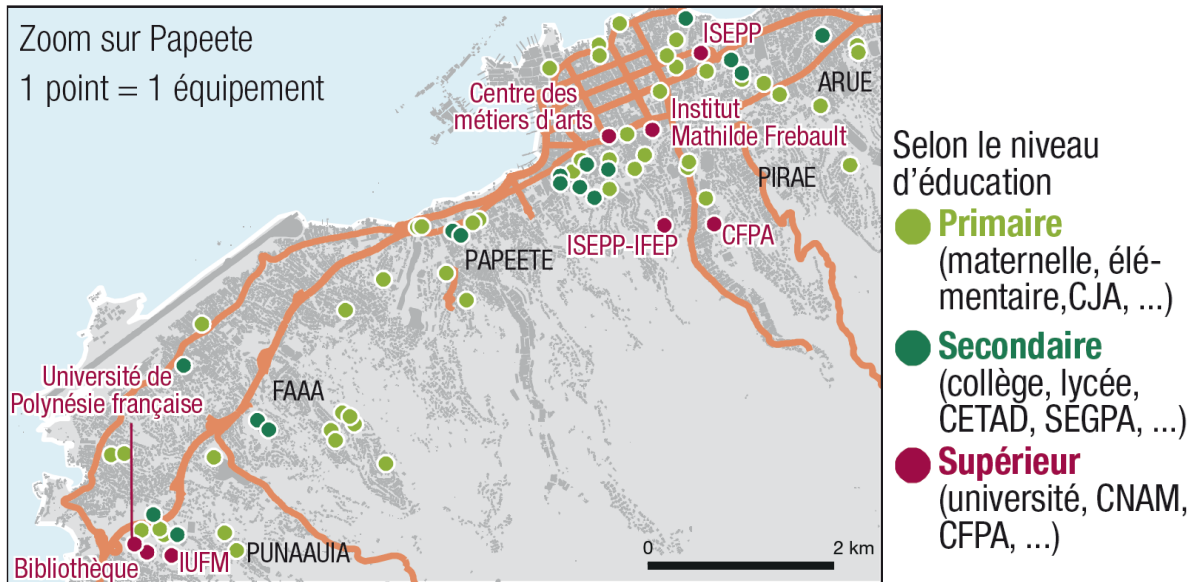 Zoom sur Papeete
1 point = 1 équipement
ISEPP
ARUE
Centre des
métiers d'arts
Institut
Mathilde Frebault
PIRAE
ISEPP-IFEP
CFPA
PAPEETE
Université de
Polynésie française
FAAA
Bibliothèque
IUFM
PUNAAUIA
0
2 km
Selon le niveau
d'éducation
Primaire
(maternelle, élé-
mentaire,CJA, ...)
Secondaire
(collège, lycée,
CETAD, SEGPA, ...)
Supérieur
(université, CNAM,
CFPA, ...)